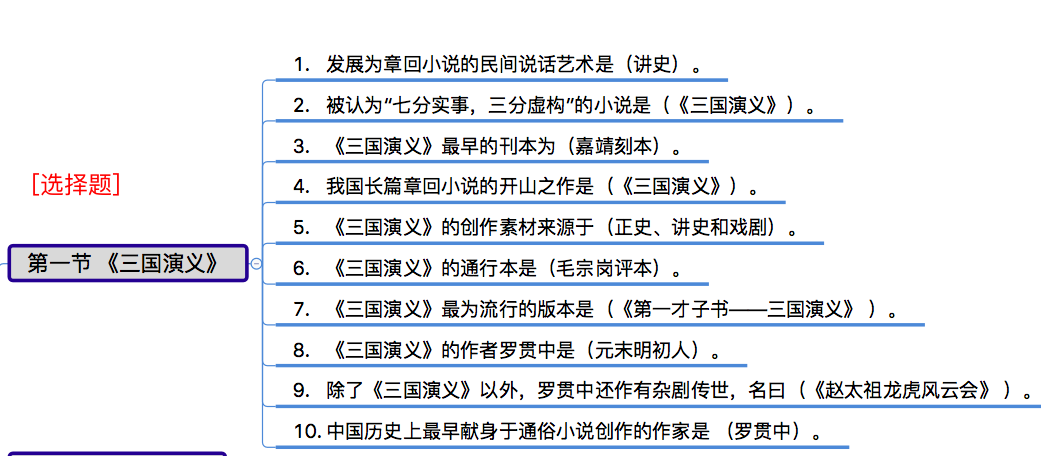 1. 发展为章回小说的民间说话艺术是（讲史）。
2. 被认为“七分实事，三分虚构”的小说是（《三国演义》）。
3. 《三国演义》最早的刊本为（嘉靖刻本）。
[选择题]
4. 我国长篇章回小说的开山之作是（《三国演义》）。
5. 《三国演义》的创作素材来源于（正史、讲史和戏剧）。
第一节 《三国演义》
6. 《三国演义》的通行本是（毛宗岗评本）。
7. 《三国演义》最为流行的版本是（《第一才子书——三国演义》 ）。
8. 《三国演义》的作者罗贯中是（元末明初人）。
9. 除了《三国演义》以外，罗贯中还作有杂剧传世，名曰（《赵太祖龙虎风云会》 ）。
10. 中国历史上最早献身于通俗小说创作的作家是 （罗贯中）。